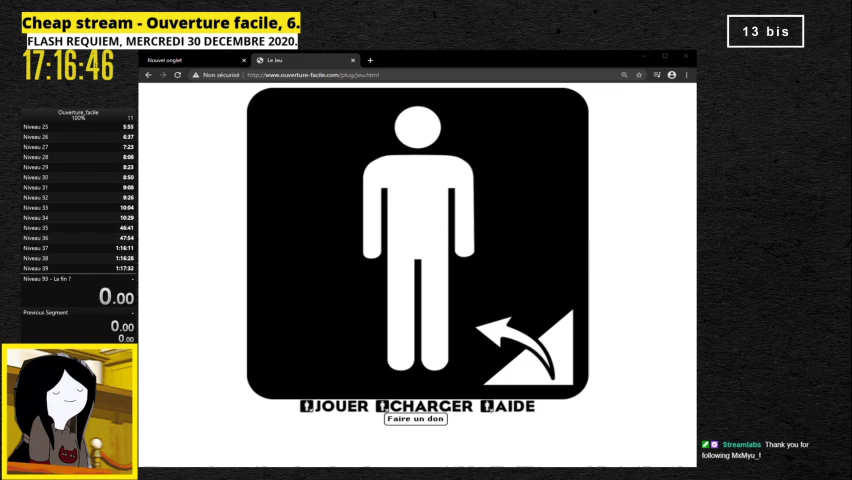 Cheap stream - Ouverture facile, 6.
FLASH REQUIEM, MERCREDI 30 DECEMBRE 2020.
17:16:46
13 bis
Nouvel onglet
Le Jeu
Non sécurisé
http://www.ouverture-facile.com/plug/jeu.html
Ouverture_facile
100% 11
Niveau 25 5:55
Niveau 26 6:37
Niveau 27 7:23
Niveau 28 8:08
Niveau 29 8:23
Niveau 30 8:50
Niveau 31 9:08
Niveau 32 9:26
Niveau 33 10:04
Niveau 34 10:29
Niveau 35 46:41
Niveau 36 47:54
Niveau 37 1:16:11
Niveau 38 1:16:28
Niveau 39 1:17:32
Niveau 93 - La fin ? -
0.00
Previous Segment -
0.00
0.00
JOUER CHARGER AIDE
Faire un don
Streamlabs Thank you for
following MxMyu_!